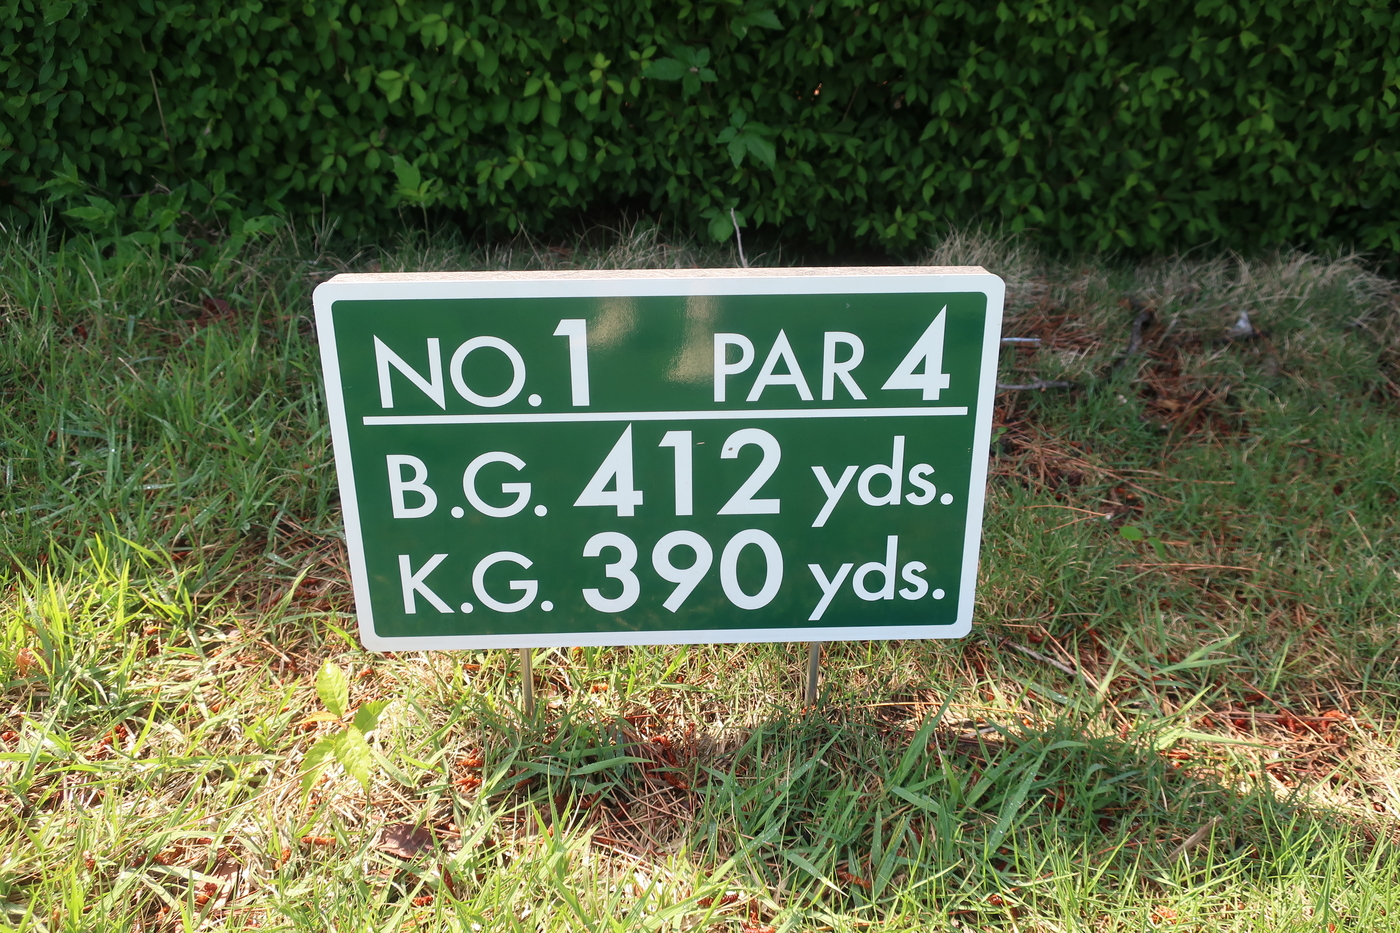 NO.1 PAR 4
B.G. 412 yds.
K.G. 390 yds.